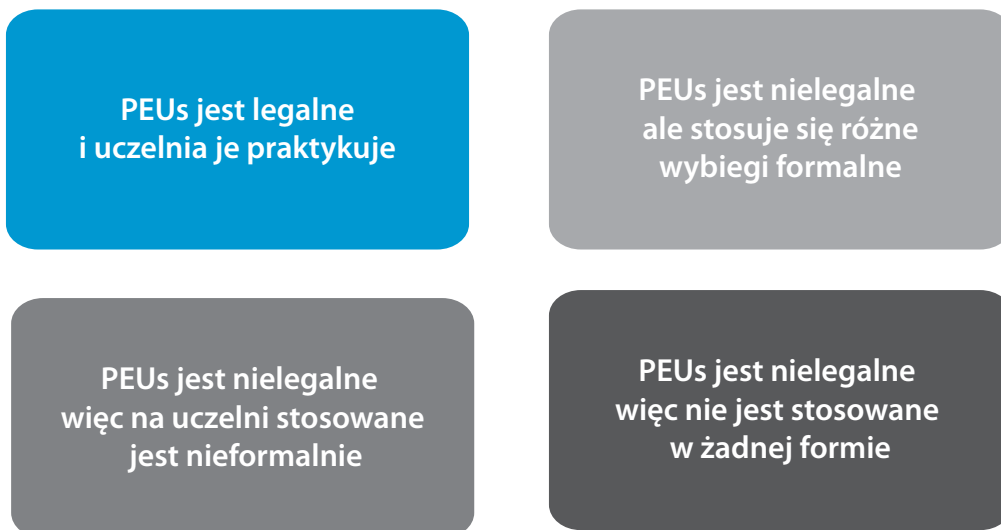 PEUs jest legalne
i uczelnia je praktykuje
PEUs jest nielegalne
ale stosuje się różne
wybiegi formalne
PEUs jest nielegalne
więc na uczelni stosowane
jest nieformalnie
PEUs jest nielegalne
więc nie jest stosowane
w żadnej formie